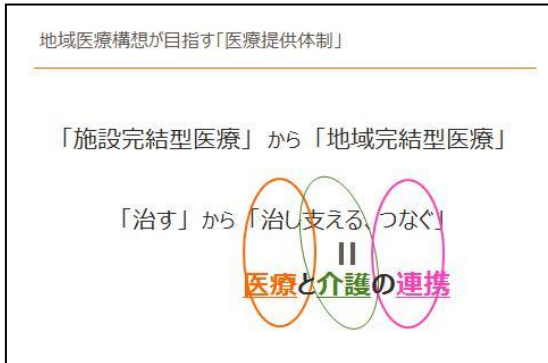 地域医療構想が目指す「医療提供体制」
「施設完結型医療」から「地域完結型医療」
「治す」から「治し支える、つなぐ」
=
医療と介護の連携